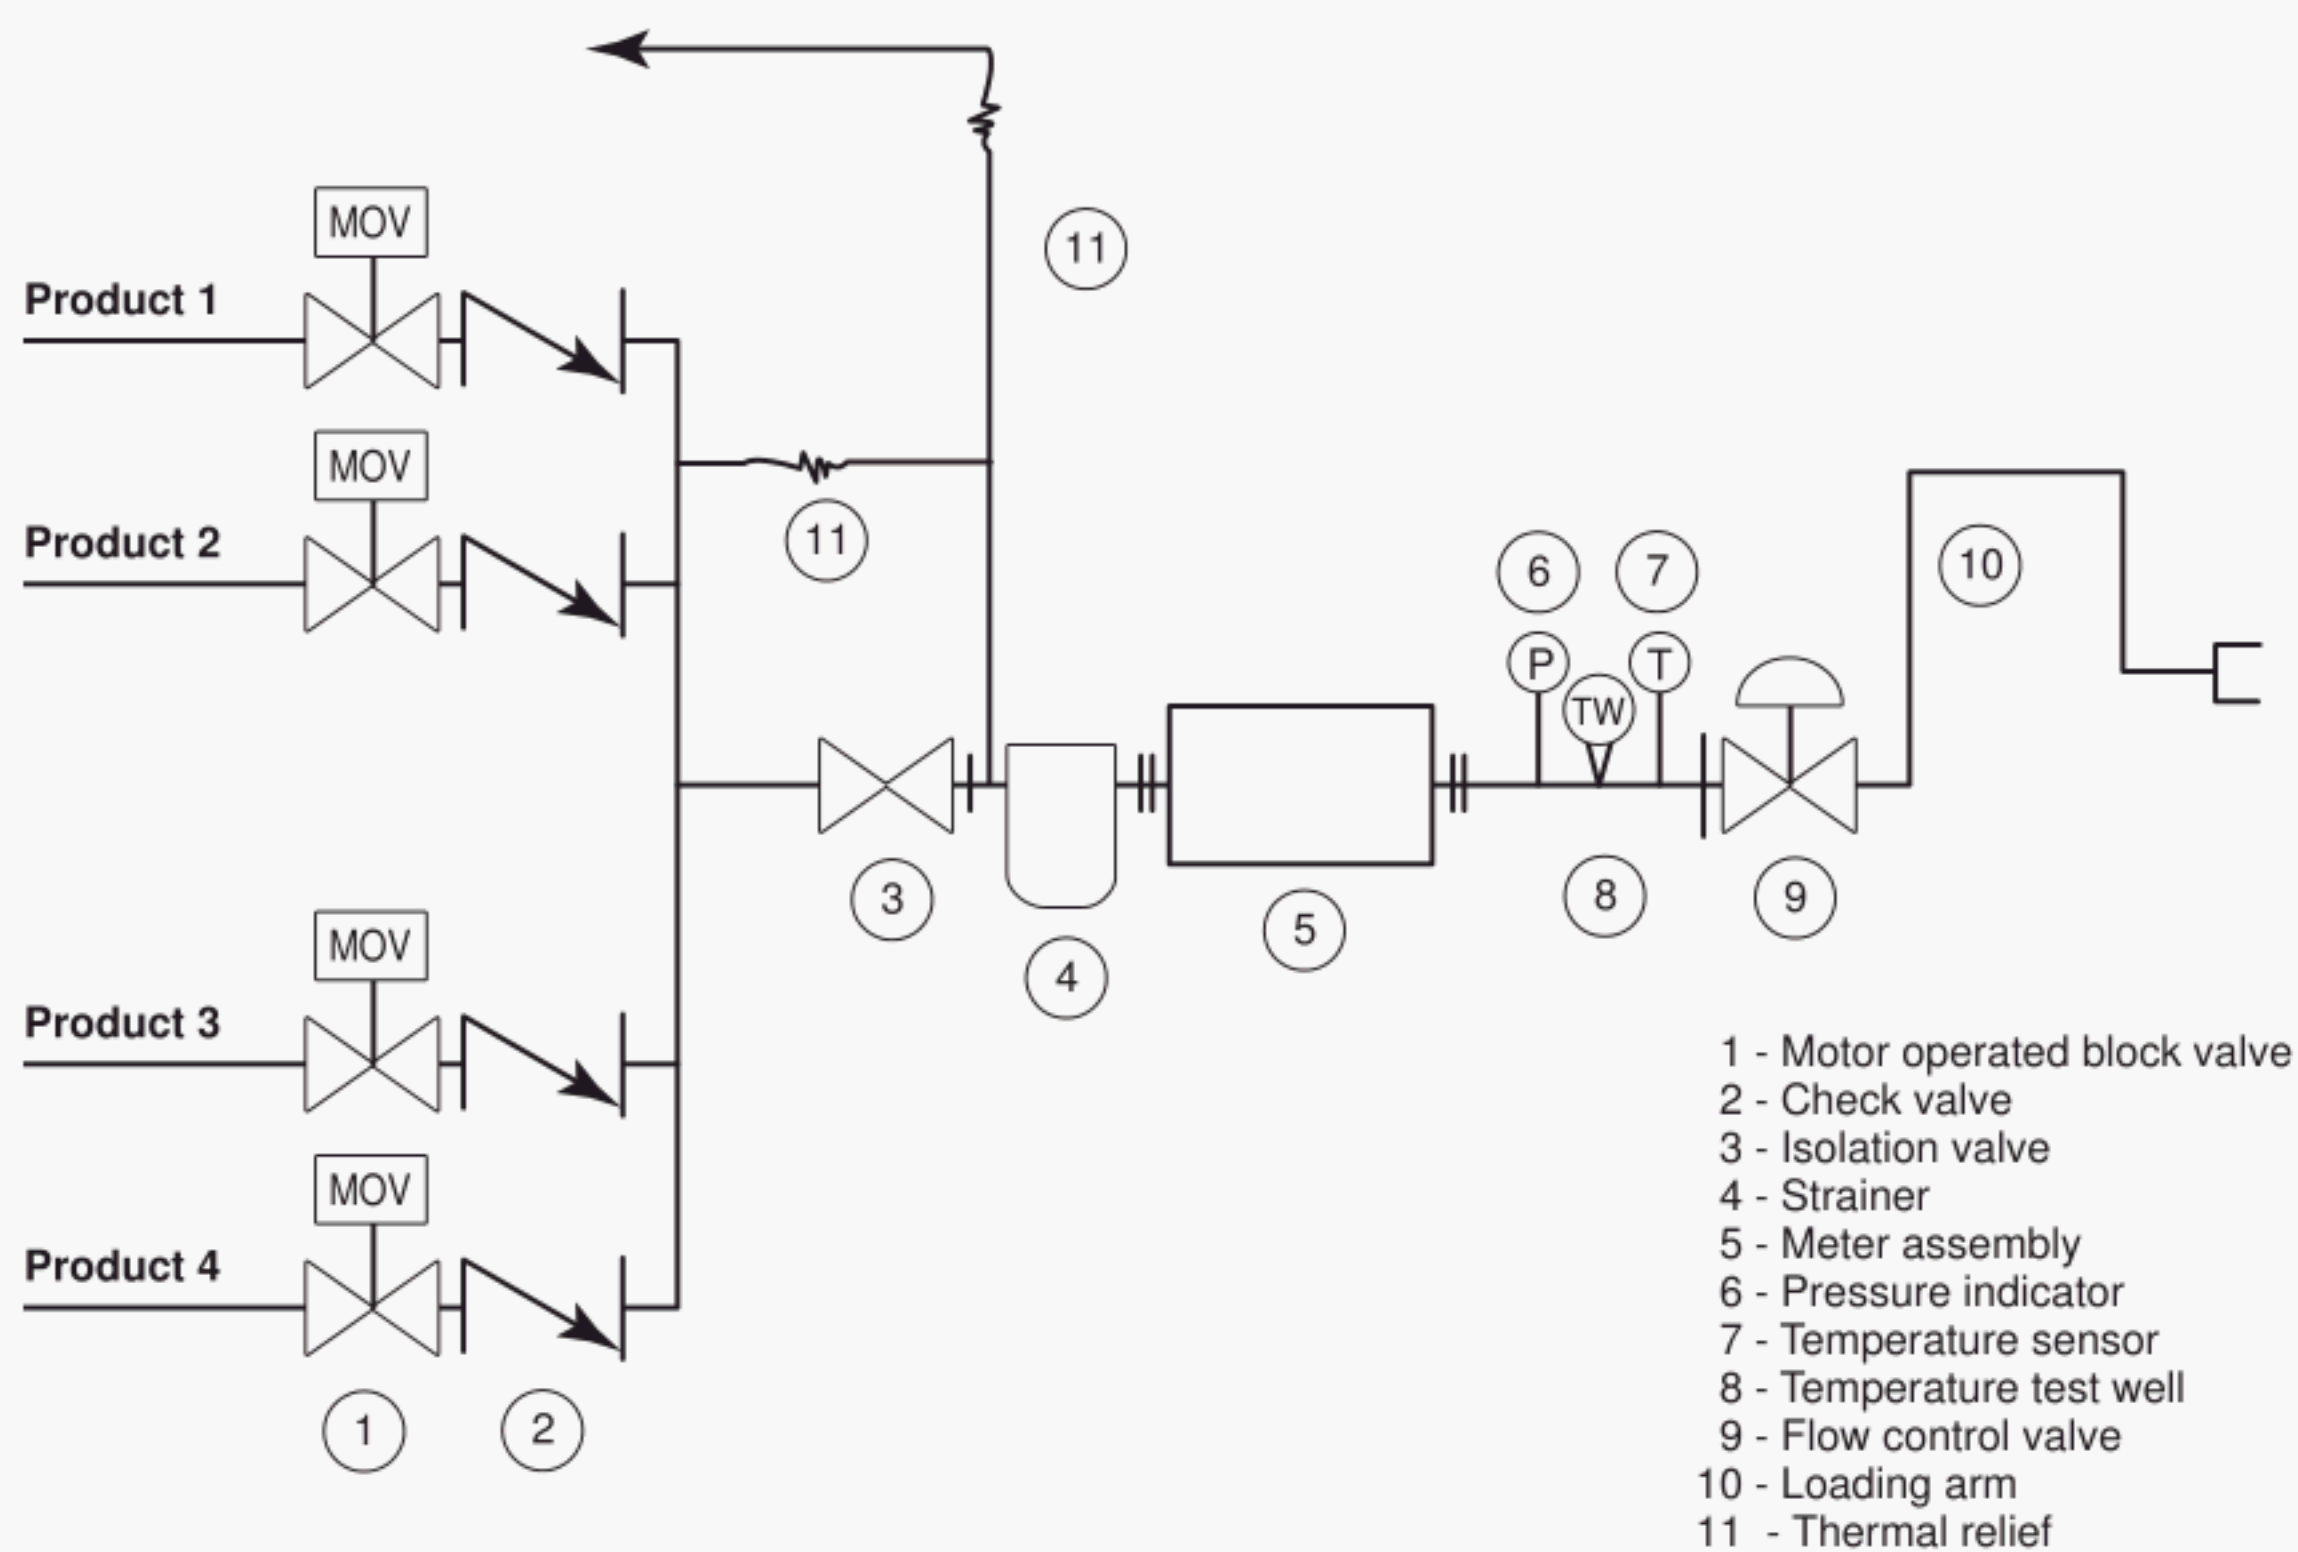 11
MOV
Product 1
MOV
Product 2
11
6
7
10
P
T
TW
3
4
5
8
9
MOV
Product 3
MOV
Product 4
1
2
1 - Motor operated block valve
2 - Check valve
3 - Isolation valve
4 - Strainer
5 - Meter assembly
6 - Pressure indicator
7 - Temperature sensor
8 - Temperature test well
9 - Flow control valve
10 - Loading arm
11 - Thermal relief